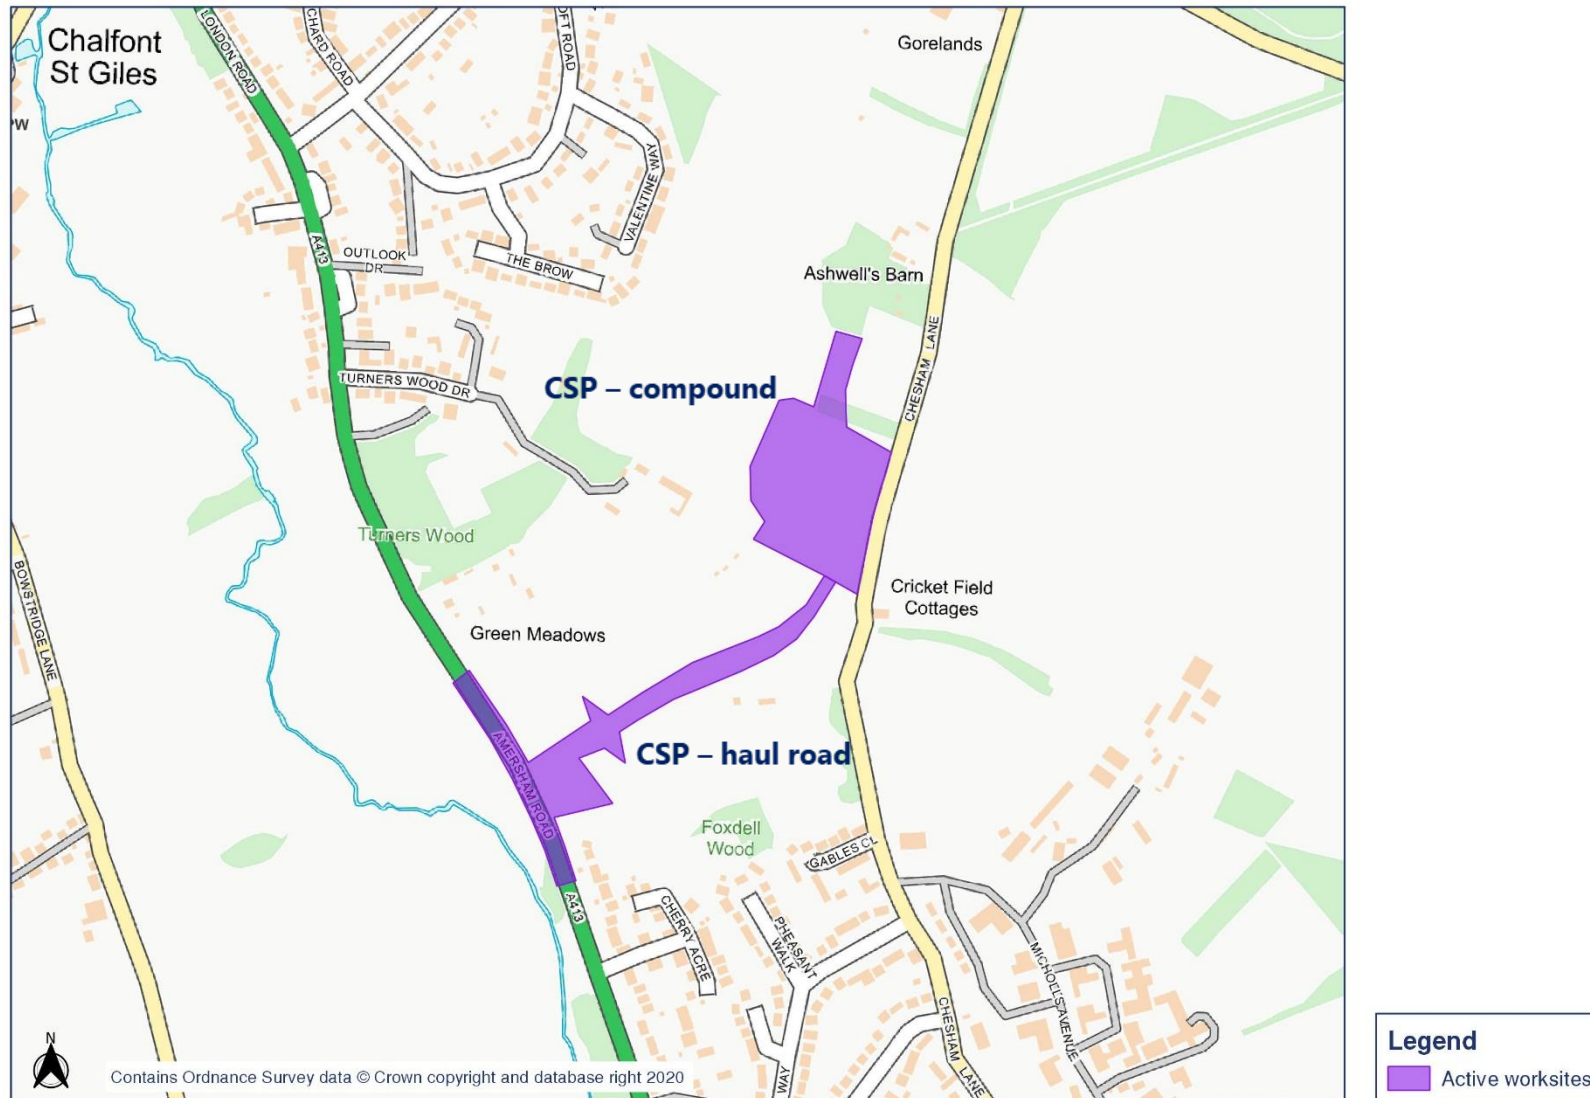 Chalfont
St Giles
LONDON ROAD
CHARD ROAD
OFT ROAD
Gorelands
PW
VALENTINE WAY
A413
OUTLOOK
DR
THE BROW
Ashwell's Barn
CHESHAM LANE
TURNERS WOOD DR
CSP – compound
Turners Wood
BOWSTRIDGE LANE
Cricket Field
Cottages
Green Meadows
AMERSHAM ROAD
CSP – haul road
Foxdell
Wood
GABLES CL
A413
CHERRY ACRE
PHEASANT
WALK
MICHOLLS AVENUE
CHESHAM LANE
WAY
N
Contains Ordnance Survey data © Crown copyright and database right 2020
Legend
Active worksites